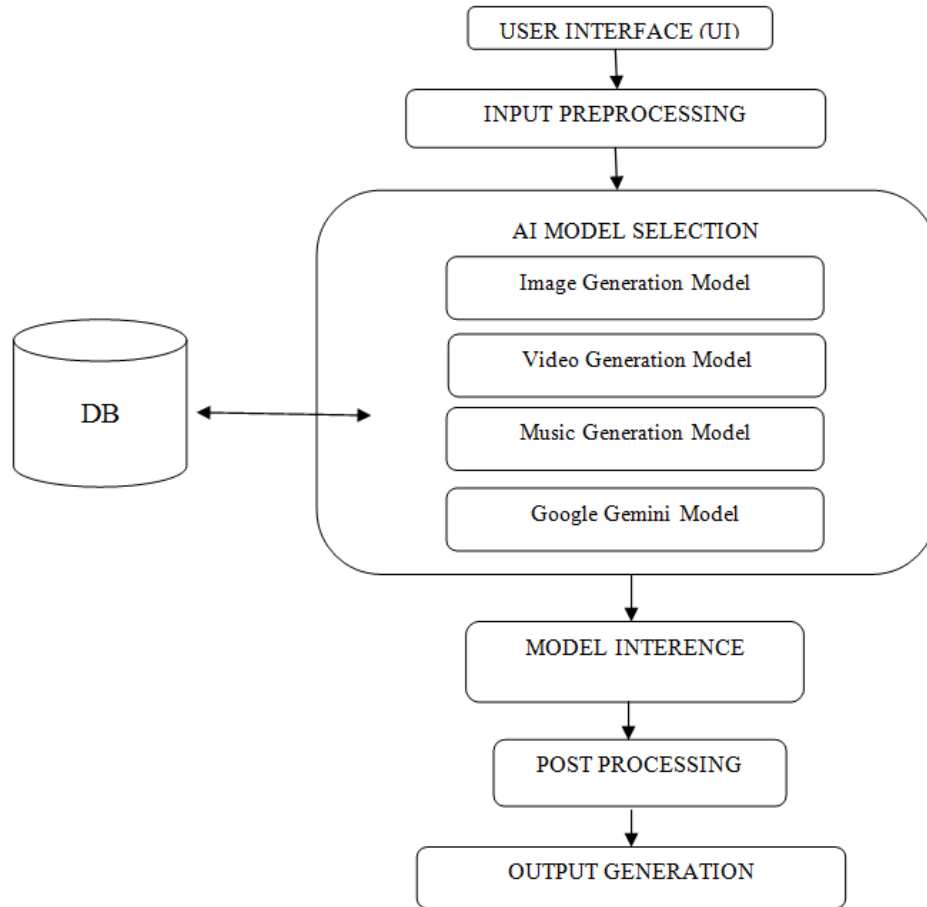 USER INTERFACE (UI)
INPUT PREPROCESSING
AI MODEL SELECTION
Image Generation Model
Video Generation Model
DB
Music Generation Model
Google Gemini Model
MODEL INTERENCE
POST PROCESSING
OUTPUT GENERATION